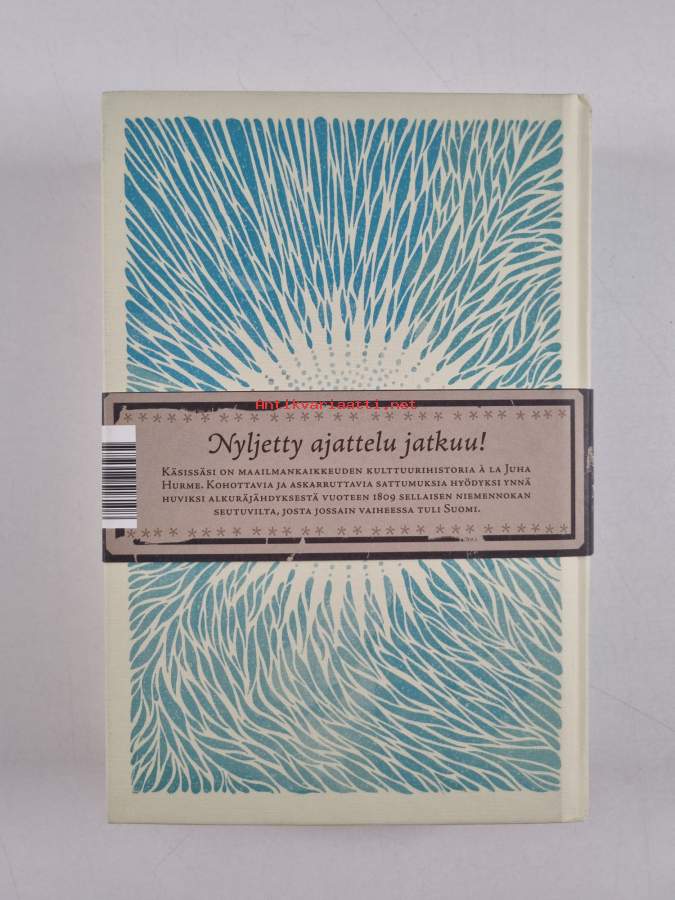 Antikvariaatti.net
Nyljetty ajattelu jatkuu!
Käsissäsi on maailmankaikkeuden kulttuurihistoria à la Juha
Hurme. Kohottavia ja askarruttavia sattumuksia hyödyksi ynnä
huviksi alkuräjähdyksestä vuoteen 1809 sellaisen niemennokan
seutuvilta, josta jossain vaiheessa tuli Suomi.